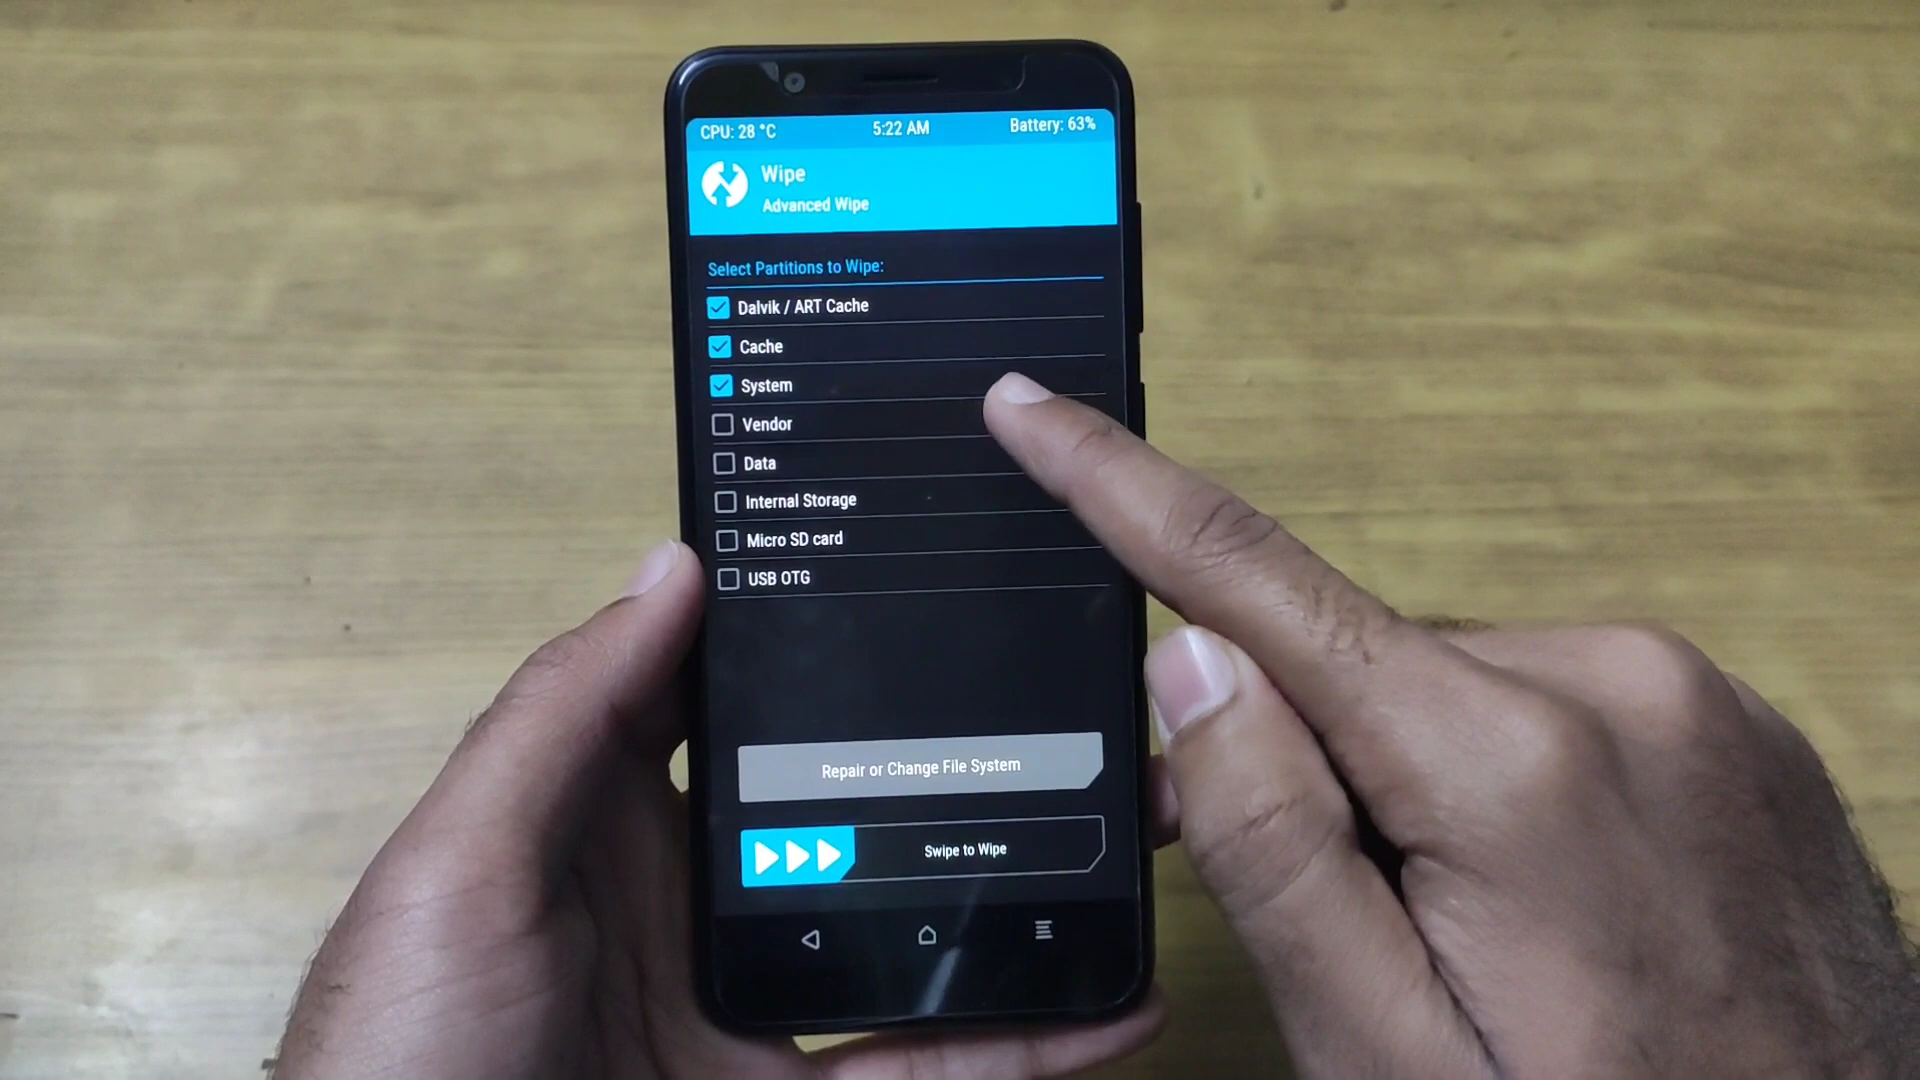 CPU: 28 °C 5:22 AM Battery: 63%
Wipe
Advanced Wipe
Select Partitions to Wipe:
Dalvik / ART Cache
Cache
System
Vendor
Data
Internal Storage
Micro SD card
USB OTG
Repair or Change File System
Swipe to Wipe